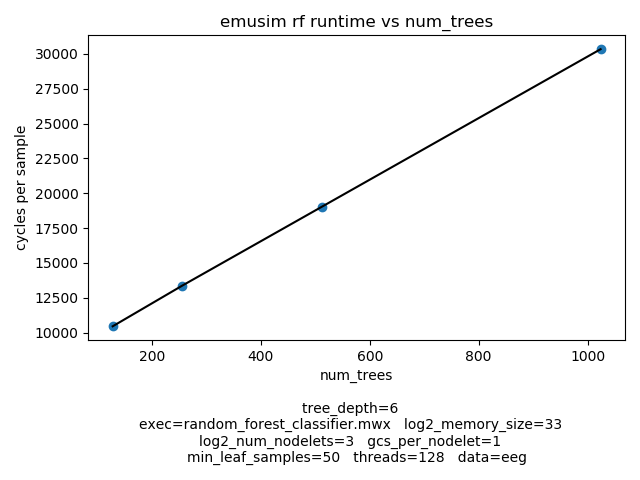 emusim rf runtime vs num_trees
30000
27500
25000
22500
20000
17500
15000
12500
10000
cycles per sample
200 400 600 800 1000
num_trees
tree_depth=6
exec=random_forest_classifier.mwx log2_memory_size=33
log2_num_nodelets=3 gcs_per_nodelet=1
min_leaf_samples=50 threads=128 data=eeg